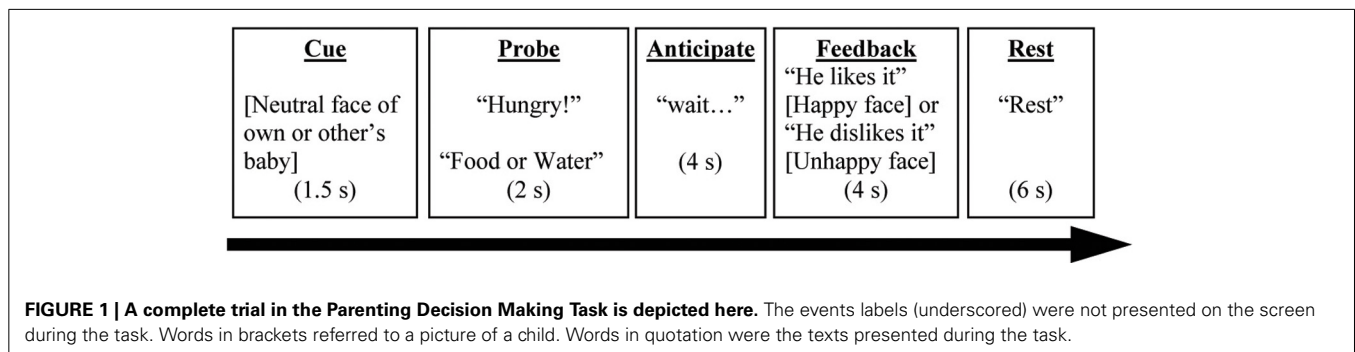 Cue
[Neutral face of
own or other's
baby]
(1.5 s)
Probe
“Hungry!”
“Food or Water”
(2 s)
Anticipate
“wait…”
(4 s)
Feedback
“He likes it”
[Happy face] or
“He dislikes it”
[Unhappy face]
(4 s)
Rest
“Rest”
(6 s)
FIGURE 1 | A complete trial in the Parenting Decision Making Task is depicted here. The events labels (underscored) were not presented on the screen
during the task. Words in brackets referred to a picture of a child. Words in quotation were the texts presented during the task.